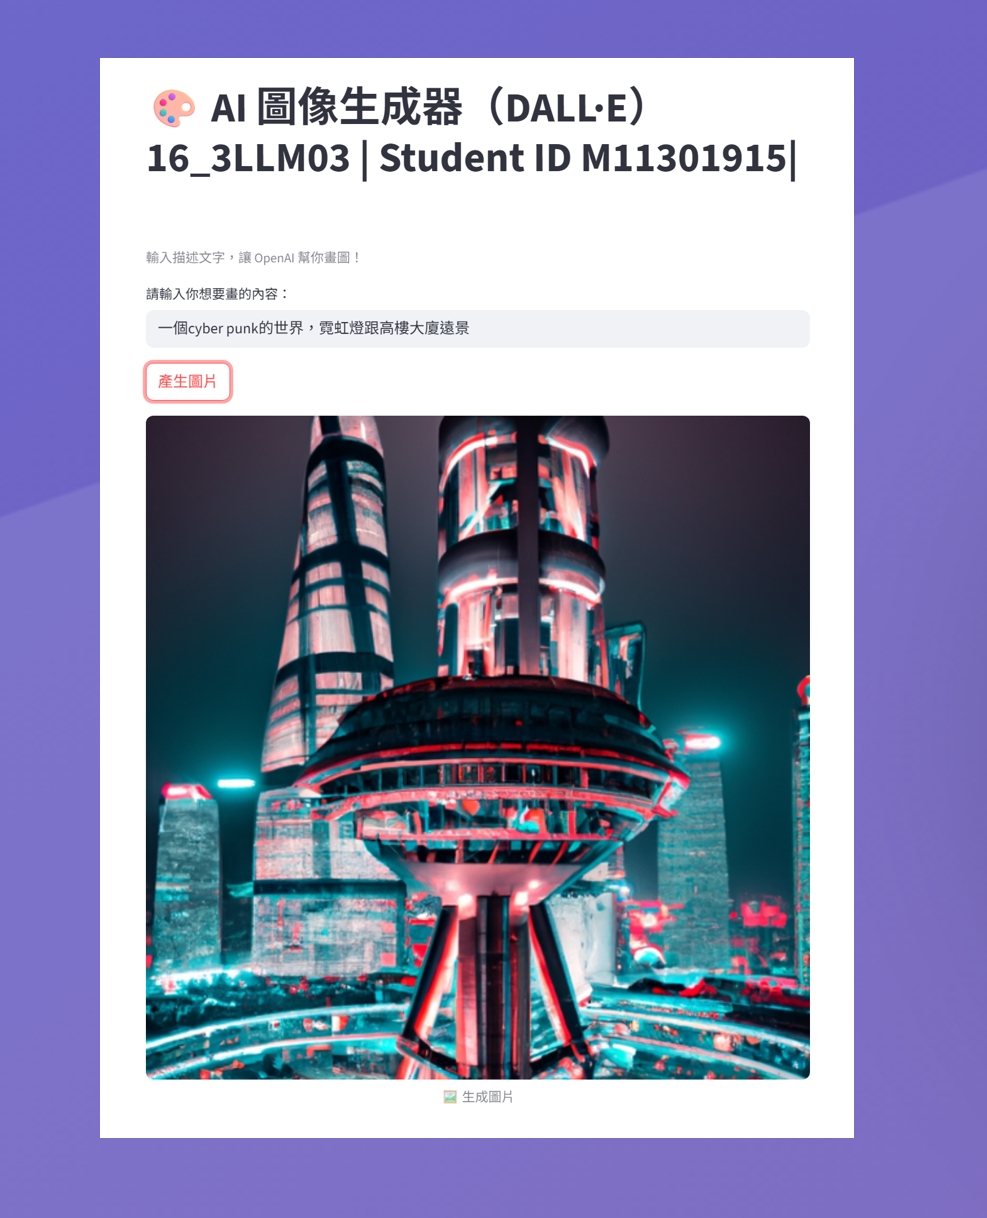 🎨 AI 圖像生成器（DALL·E）
16_3LLM03 | Student ID M11301915|
輸入描述文字，讓 OpenAI 幫你畫圖！
請輸入你想要畫的內容：
一個cyber punk的世界，霓虹燈跟高樓大廈遠景
產生圖片
🖼️ 生成圖片